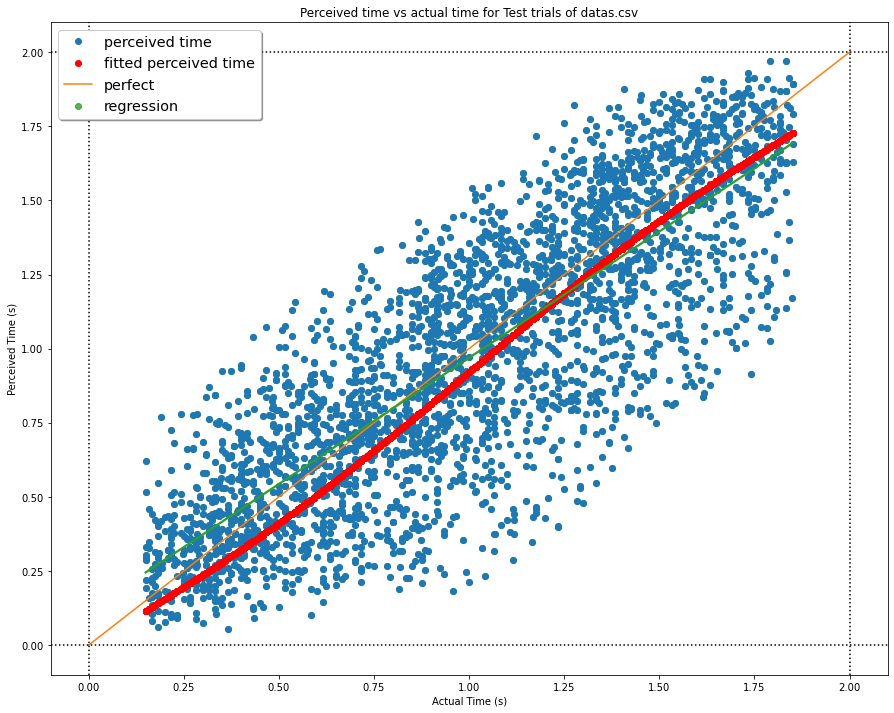 Perceived time vs actual time for Test trials of datas.csv
perceived time
fitted perceived time
perfect
regression
2.00
1.75
1.50
1.25
1.00
0.75
0.50
0.25
0.00
Perceived Time (s)
0.00 0.25 0.50 0.75 1.00 1.25 1.50 1.75 2.00
Actual Time (s)